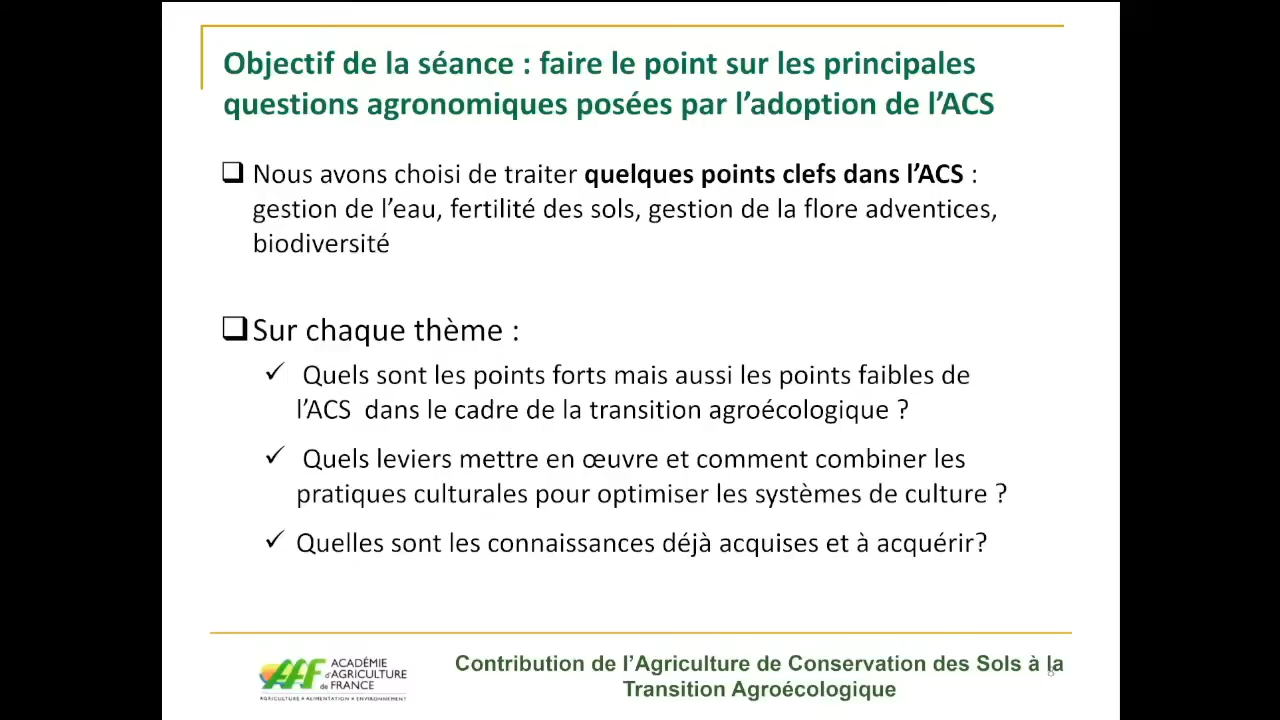 Objectif de la séance : faire le point sur les principales
questions agronomiques posées par l'adoption de l'ACS
Nous avons choisi de traiter quelques points clefs dans l'ACS :
gestion de l'eau, fertilité des sols, gestion de la flore adventices,
biodiversité
Sur chaque thème :
Quels sont les points forts mais aussi les points faibles de
l'ACS dans le cadre de la transition agroécologique ?
Quels leviers mettre en œuvre et comment combiner les
pratiques culturales pour optimiser les systèmes de culture ?
Quelles sont les connaissances déjà acquises et à acquérir?
AAF
ACADÉMIE
d'AGRICULTURE
de FRANCE
AGRICULTURE • ALIMENTATION • ENVIRONNEMENT
Contribution de l'Agriculture de Conservation des Sols à la
Transition Agroécologique